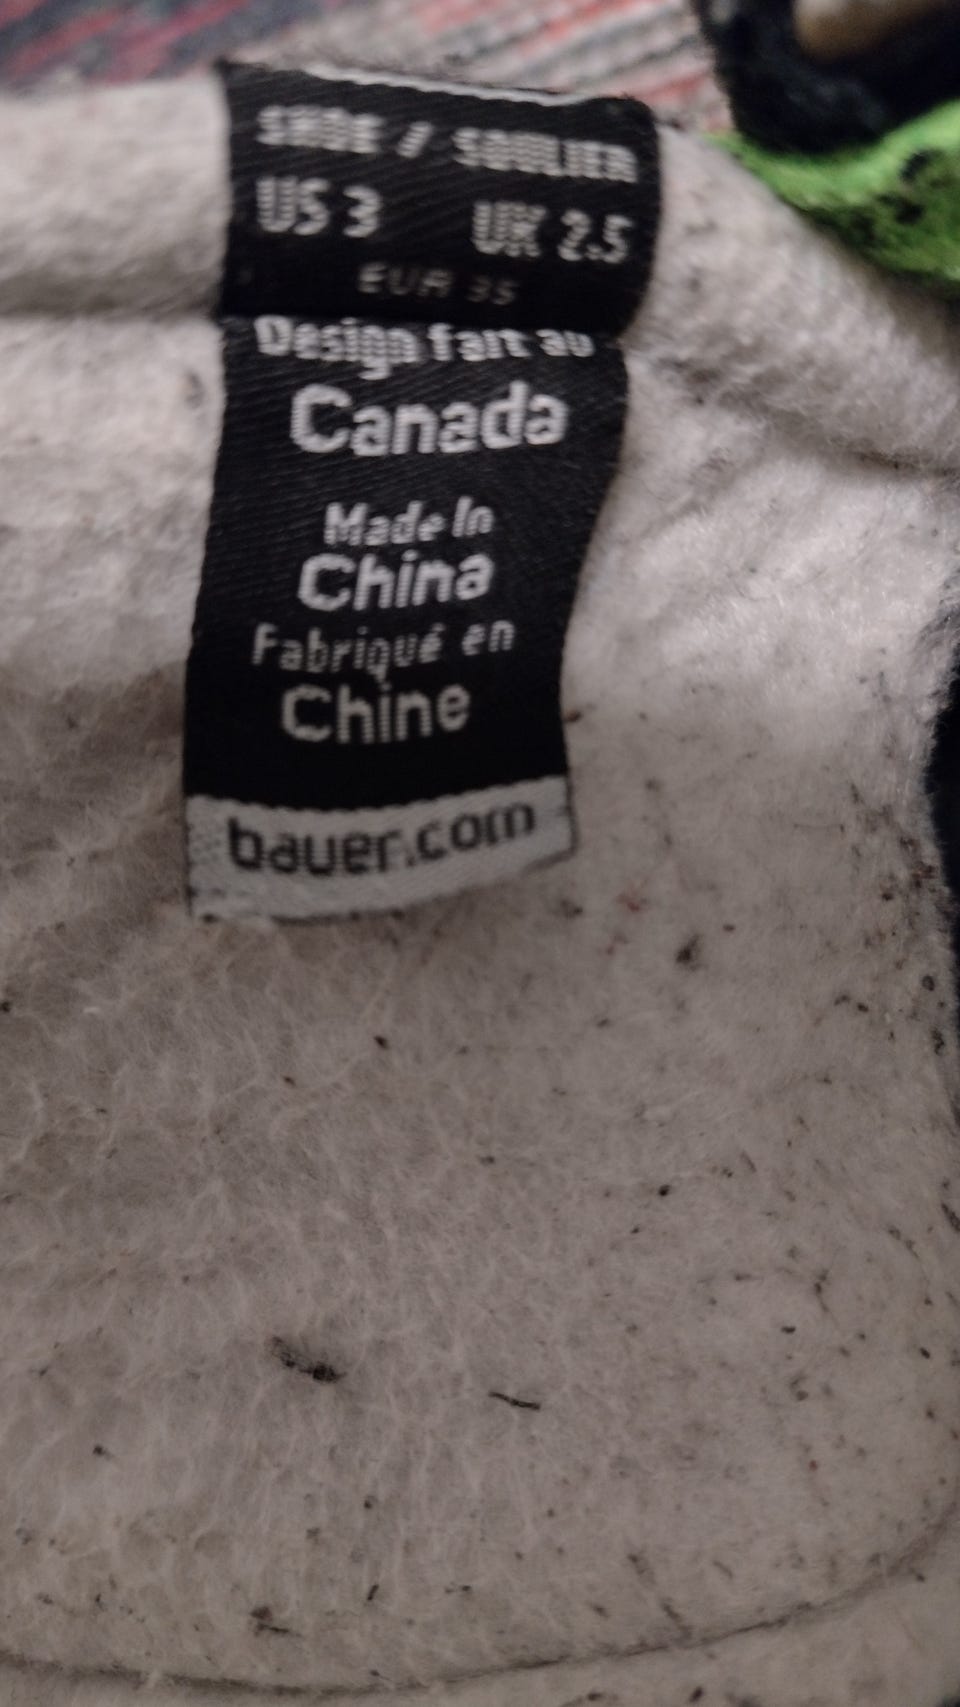 SHOE / SOULIER
US 3 UK 2.5
EUR 35
Design fait au
Canada
Made In
China
Fabriqué en
Chine
bauer.com